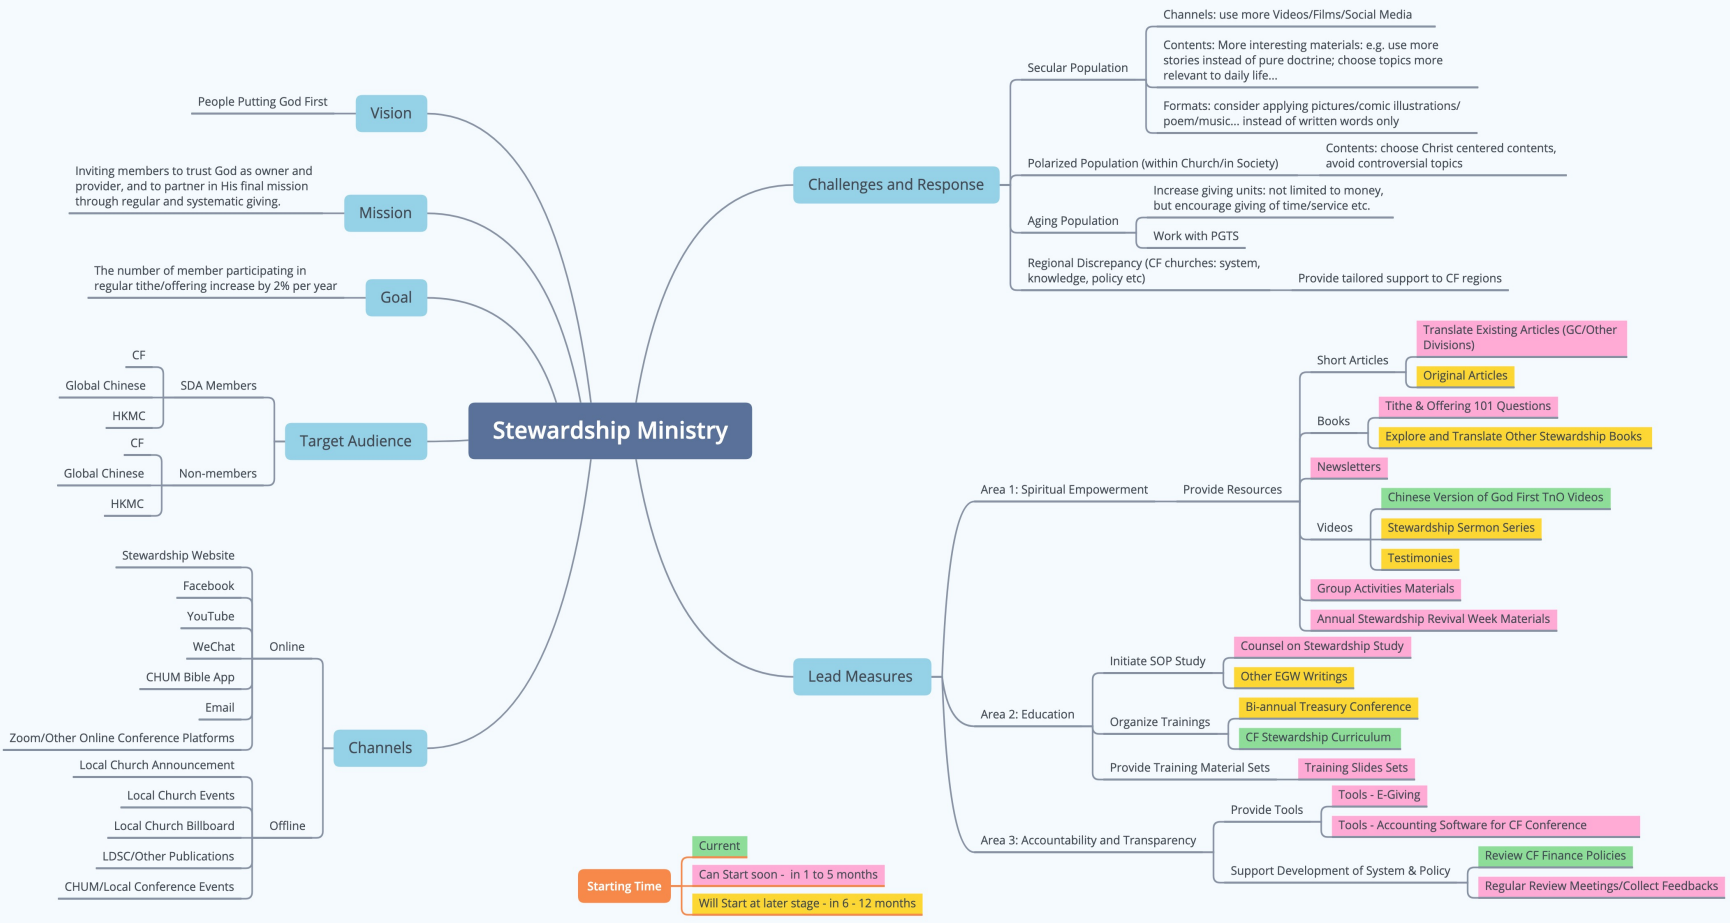 Stewardship Ministry
Vision
People Putting God First
Mission
Inviting members to trust God as owner and
provider, and to partner in His final mission
through regular and systematic giving.
Goal
The number of member participating in
regular tithe/offering increase by 2% per year
Target Audience
SDA Members
CF
Global Chinese
HKMC
Non-members
CF
Global Chinese
HKMC
Channels
Online
Stewardship Website
Facebook
YouTube
WeChat
CHUM Bible App
Email
Zoom/Other Online Conference Platforms
Offline
Local Church Announcement
Local Church Events
Local Church Billboard
LDSC/Other Publications
CHUM/Local Conference Events
Challenges and Response
Secular Population
Channels: use more Videos/Films/Social Media
Contents: More interesting materials: e.g. use more
stories instead of pure doctrine; choose topics more
relevant to daily life...
Formats: consider applying pictures/comic illustrations/
poem/music... instead of written words only
Polarized Population (within Church/in Society)
Contents: choose Christ centered contents,
avoid controversial topics
Aging Population
Increase giving units: not limited to money,
but encourage giving of time/service etc.
Work with PGTS
Regional Discrepancy (CF churches: system,
knowledge, policy etc)
Provide tailored support to CF regions
Lead Measures
Area 1: Spiritual Empowerment
Provide Resources
Short Articles
Translate Existing Articles (GC/Other
Divisions)
Original Articles
Books
Tithe & Offering 101 Questions
Explore and Translate Other Stewardship Books
Newsletters
Videos
Chinese Version of God First TnO Videos
Stewardship Sermon Series
Testimonies
Group Activities Materials
Annual Stewardship Revival Week Materials
Area 2: Education
Initiate SOP Study
Counsel on Stewardship Study
Other EGW Writings
Organize Trainings
Bi-annual Treasury Conference
CF Stewardship Curriculum
Provide Training Material Sets
Training Slides Sets
Area 3: Accountability and Transparency
Provide Tools
Tools - E-Giving
Tools - Accounting Software for CF Conference
Support Development of System & Policy
Review CF Finance Policies
Regular Review Meetings/Collect Feedbacks
Starting Time
Current
Can Start soon - in 1 to 5 months
Will Start at later stage - in 6 - 12 months